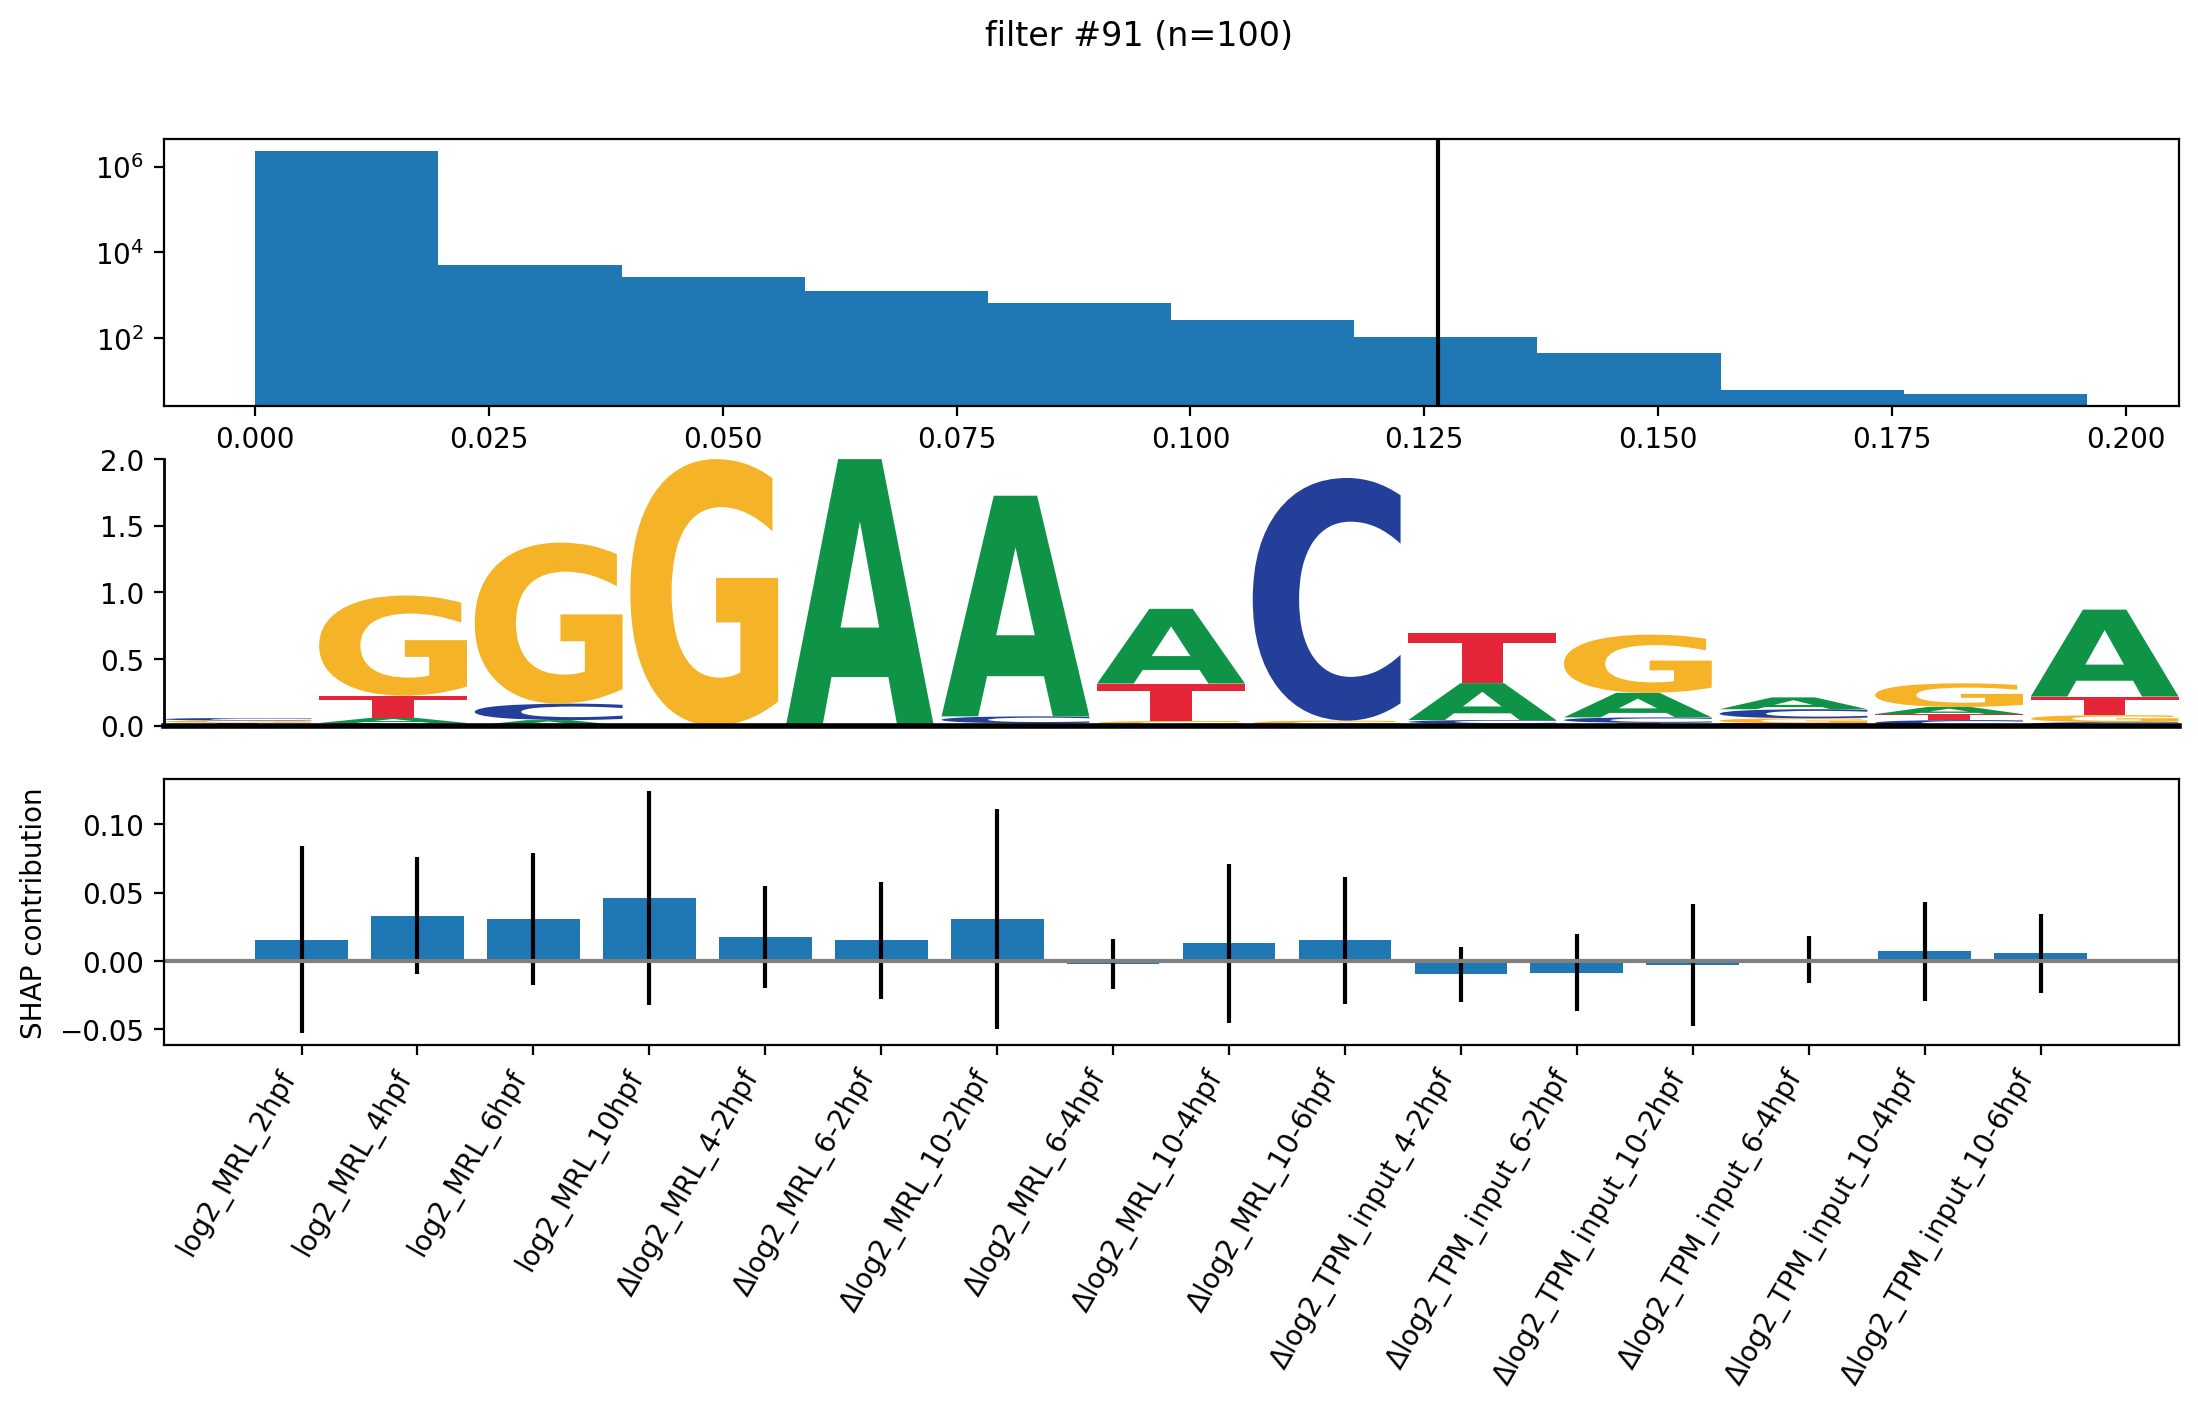 filter #91 (n=100)
10^6
10^4
10^2
0.000 0.025 0.050 0.075 0.100 0.125 0.150 0.175 0.200
2.0
1.5
1.0
0.5
0.0
G G G A A A C T G A G A
T C C T A A C A T
A A C C G C G
SHAP contribution
0.10
0.05
0.00
−0.05
log2_MRL_2hpf
log2_MRL_4hpf
log2_MRL_6hpf
log2_MRL_10hpf
Δlog2_MRL_4-2hpf
Δlog2_MRL_6-2hpf
Δlog2_MRL_10-2hpf
Δlog2_MRL_6-4hpf
Δlog2_MRL_10-4hpf
Δlog2_MRL_10-6hpf
Δlog2_TPM_input_4-2hpf
Δlog2_TPM_input_6-2hpf
Δlog2_TPM_input_10-2hpf
Δlog2_TPM_input_6-4hpf
Δlog2_TPM_input_10-4hpf
Δlog2_TPM_input_10-6hpf